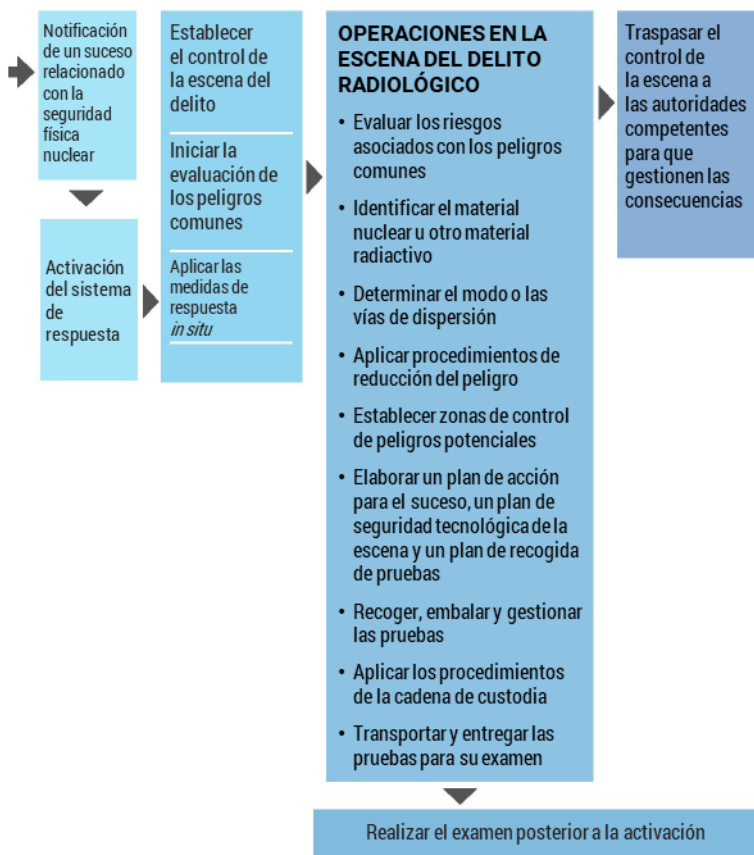 Notificación
de un suceso
relacionado
con la
seguridad
física
nuclear
Activación
del sistema
de
respuesta
Establecer
el control de
la escena del
delito
Iniciar la
evaluación de
los peligros
comunes
Aplicar las
medidas de
respuesta
in situ
OPERACIONES EN LA
ESCENA DEL DELITO
RADIOLÓGICO
• Evaluar los riesgos
asociados con los peligros
comunes
• Identificar el material
nuclear u otro material
radiactivo
• Determinar el modo o las
vías de dispersión
• Aplicar procedimientos de
reducción del peligro
• Establecer zonas de control
de peligros potenciales
• Elaborar un plan de acción
para el suceso, un plan de
seguridad tecnológica de la
escena y un plan de recogida
de pruebas
• Recoger, embalar y gestionar
las pruebas
• Aplicar los procedimientos
de la cadena de custodia
• Transportar y entregar las
pruebas para su examen
Traspasar el
control de
la escena a
las autoridades
competentes
para que
gestionen las
consecuencias
Realizar el examen posterior a la activación